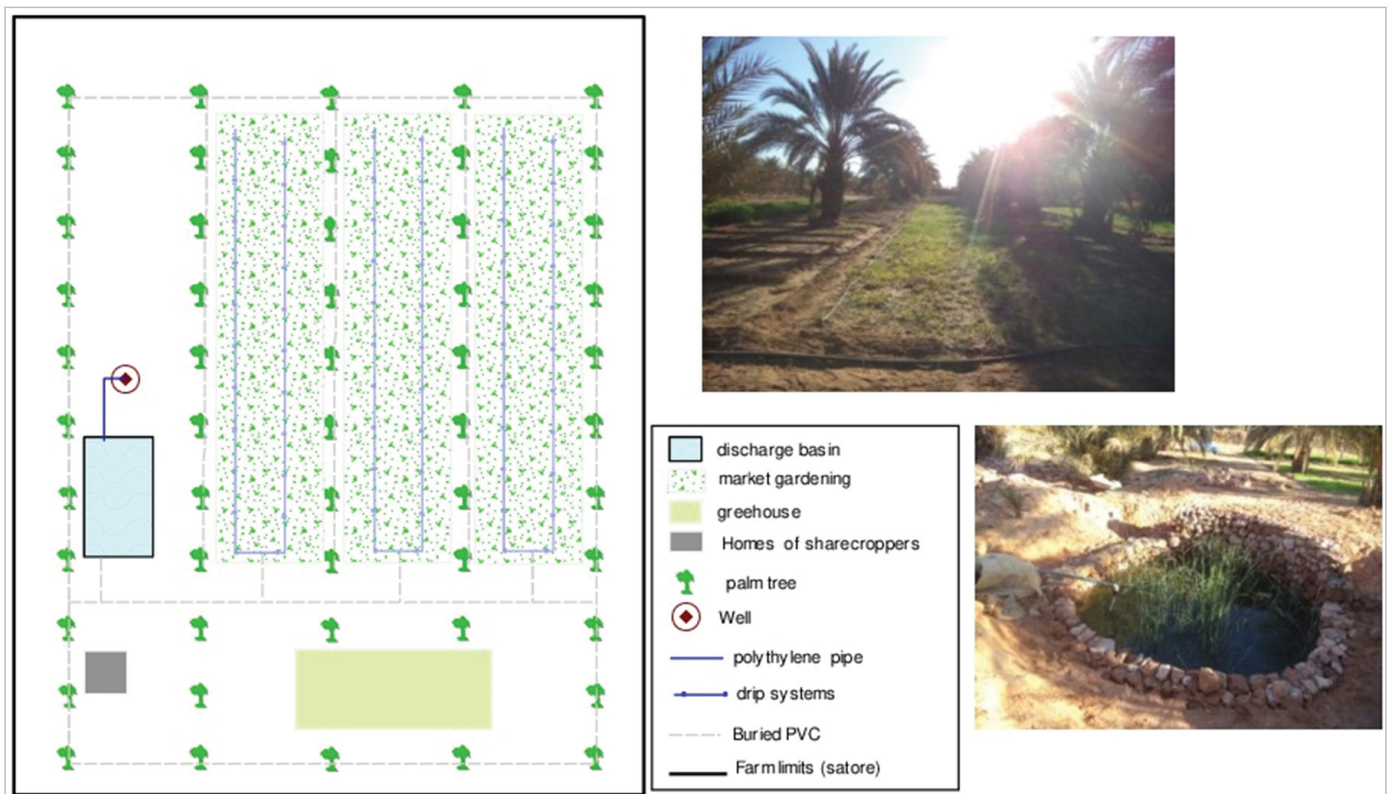 discharge basin
market gardening
greehouse
Homes of sharecroppers
palm tree
Well
polythylene pipe
drip systems
Buried PVC
Farm limits (satore)